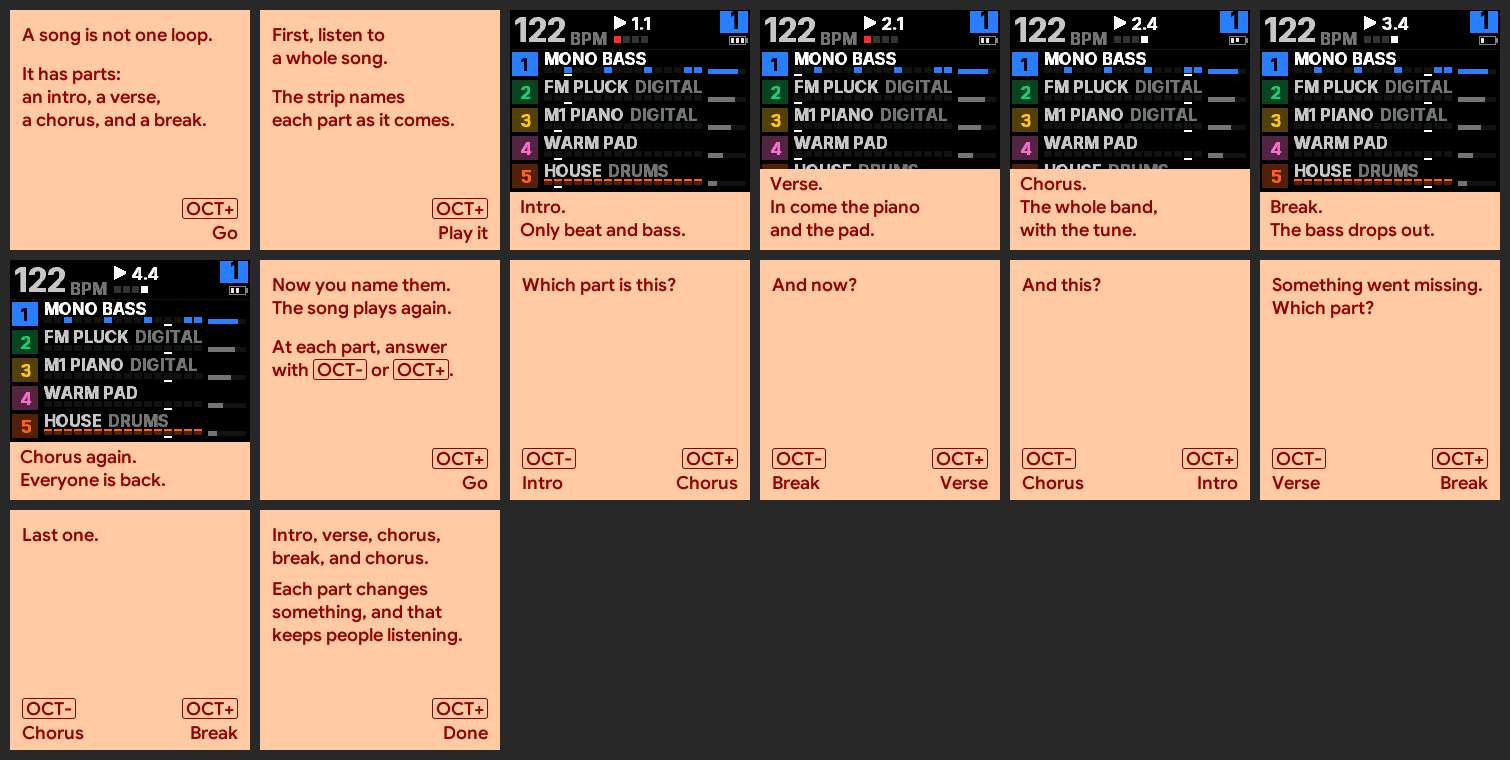 A song is not one loop.
It has parts:
an intro, a verse,
a chorus, and a break.
OCT+
Go
First, listen to
a whole song.
The strip names
each part as it comes.
OCT+
Play it
122 BPM 1.1 1
1 MONO BASS
2 FM PLUCK DIGITAL
3 M1 PIANO DIGITAL
4 WARM PAD
5 HOUSE DRUMS
Intro.
Only beat and bass.
122 BPM 2.1 1
1 MONO BASS
2 FM PLUCK DIGITAL
3 M1 PIANO DIGITAL
4 WARM PAD
HOUSE DRUMS
Verse.
In come the piano
and the pad.
122 BPM 2.4 1
1 MONO BASS
2 FM PLUCK DIGITAL
3 M1 PIANO DIGITAL
4 WARM PAD
HOUSE DRUMS
Chorus.
The whole band,
with the tune.
122 BPM 3.4 1
1 MONO BASS
2 FM PLUCK DIGITAL
3 M1 PIANO DIGITAL
4 WARM PAD
5 HOUSE DRUMS
Break.
The bass drops out.
122 BPM 4.4 1
1 MONO BASS
2 FM PLUCK DIGITAL
3 M1 PIANO DIGITAL
4 WARM PAD
5 HOUSE DRUMS
Chorus again.
Everyone is back.
Now you name them.
The song plays again.
At each part, answer
with OCT- or OCT+.
OCT+
Go
Which part is this?
OCT- OCT+
Intro Chorus
And now?
OCT- OCT+
Break Verse
And this?
OCT- OCT+
Chorus Intro
Something went missing.
Which part?
OCT- OCT+
Verse Break
Last one.
OCT- OCT+
Chorus Break
Intro, verse, chorus,
break, and chorus.
Each part changes
something, and that
keeps people listening.
OCT+
Done